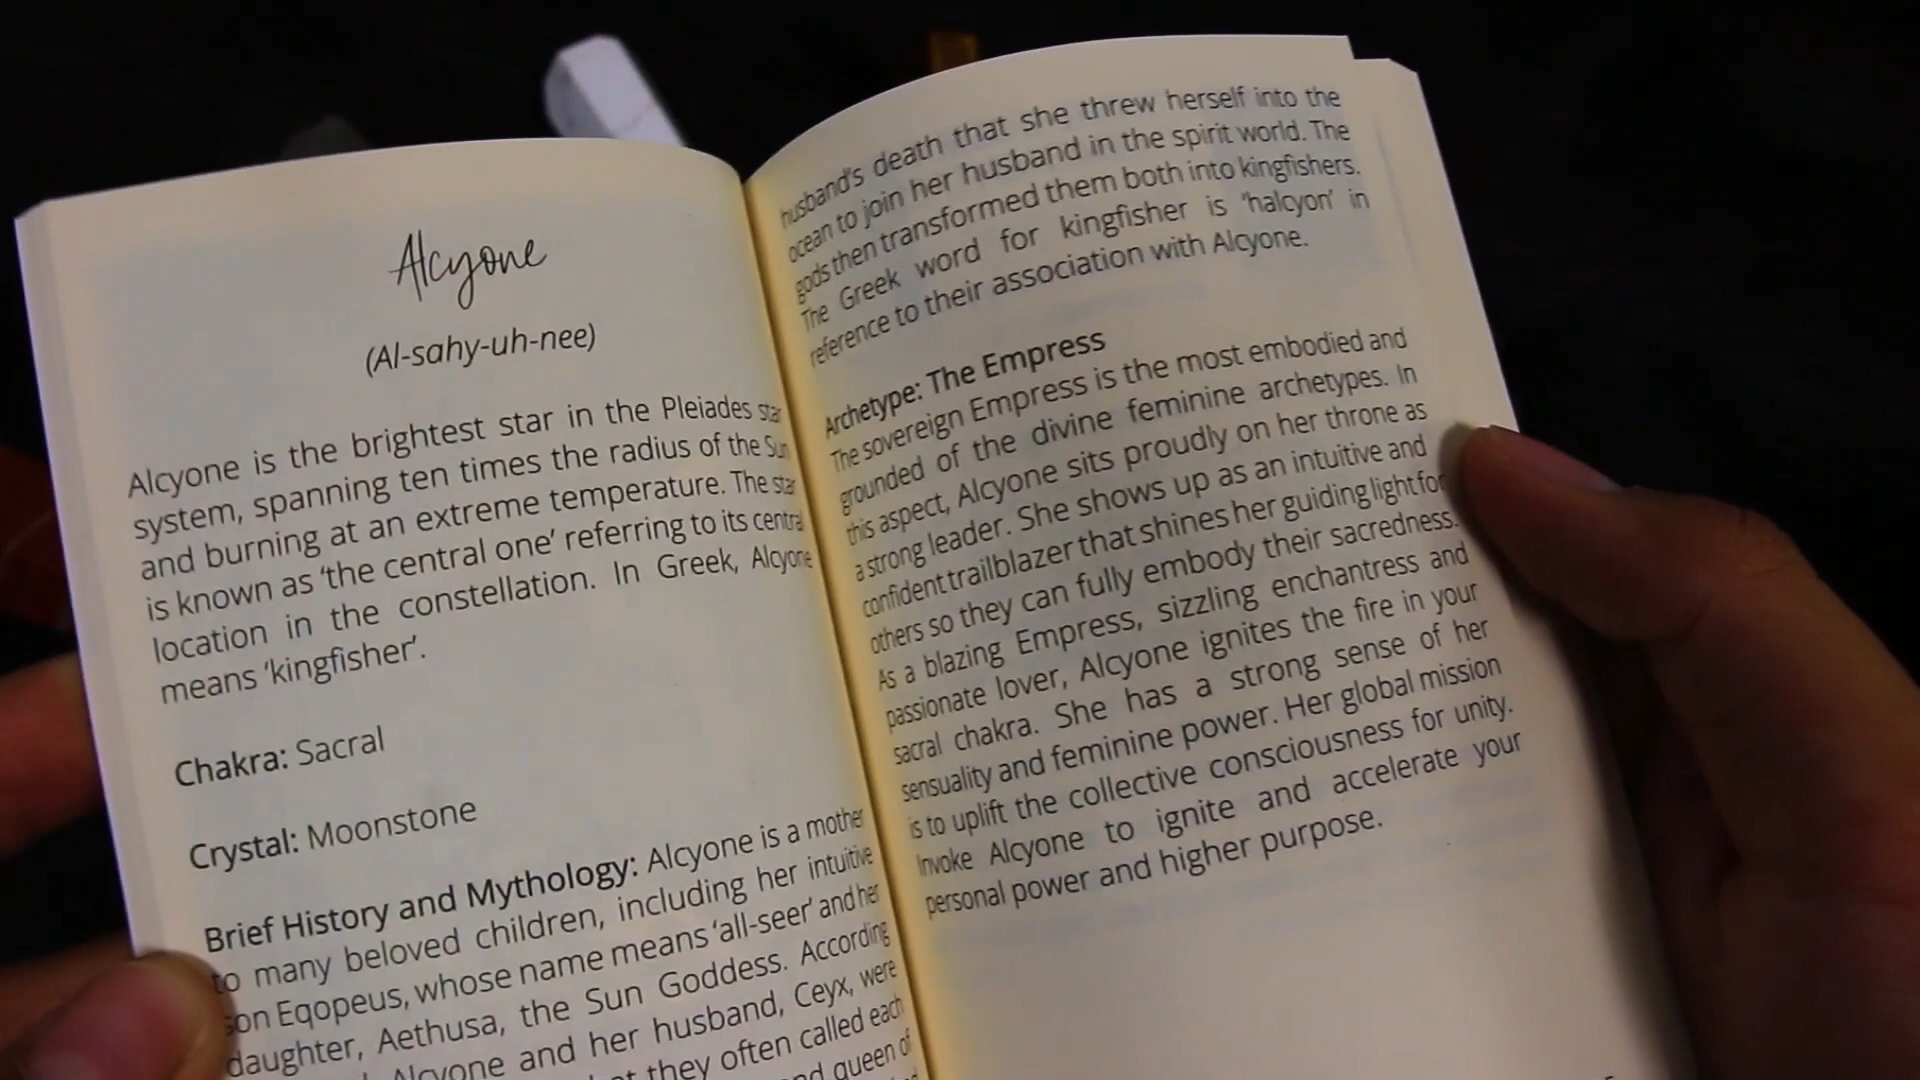 Alcyone
(Al-sahy-uh-nee)
Alcyone is the brightest star in the Pleiades star
system, spanning ten times the radius of the Sun
and burning at an extreme temperature. The star
is known as ‘the central one’ referring to its central
location in the constellation. In Greek, Alcyone
means ‘kingfisher’.
Chakra: Sacral
Crystal: Moonstone
Brief History and Mythology: Alcyone is a mother
to many beloved children, including her intuitive
son Eqopeus, whose name means ‘all-seer’ and her
daughter, Aethusa, the Sun Goddess. According
Alcyone and her husband, Ceyx, were
they often called each
and queen of
husband’s death that she threw herself into the
ocean to join her husband in the spirit world. The
gods then transformed them both into kingfishers.
The Greek word for kingfisher is ‘halcyon’ in
reference to their association with Alcyone.
Archetype: The Empress
The sovereign Empress is the most embodied and
grounded of the divine feminine archetypes. In
this aspect, Alcyone sits proudly on her throne as
a strong leader. She shows up as an intuitive and
confident trailblazer that shines her guiding light for
others so they can fully embody their sacredness.
As a blazing Empress, sizzling enchantress and
passionate lover, Alcyone ignites the fire in your
sacral chakra. She has a strong sense of her
sensuality and feminine power. Her global mission
is to uplift the collective consciousness for unity.
Invoke Alcyone to ignite and accelerate your
personal power and higher purpose.